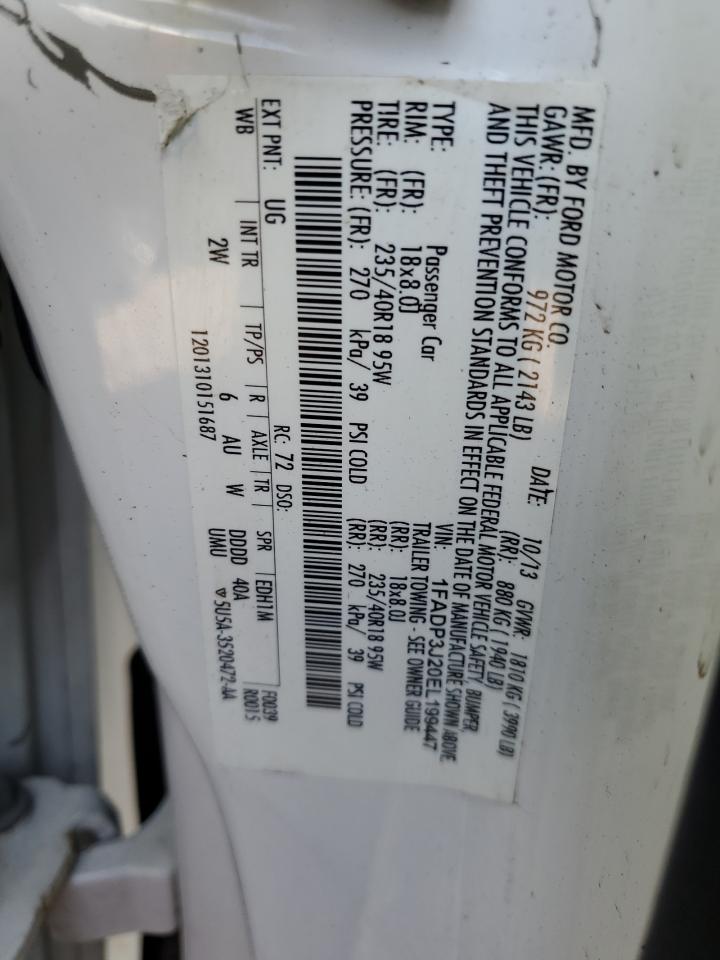 MFD. BY FORD MOTOR CO.
DATE: 10/13 GVWR: 1810 KG ( 3990 LB)
GAWR: (FR): 972 KG ( 2143 LB) (RR): 880 KG ( 1940 LB)
THIS VEHICLE CONFORMS TO ALL APPLICABLE FEDERAL MOTOR VEHICLE SAFETY, BUMPER,
AND THEFT PREVENTION STANDARDS IN EFFECT ON THE DATE OF MANUFACTURE SHOWN ABOVE.
VIN: 1FADP3J20EL199447
TYPE: Passenger Car TRAILER TOWING - SEE OWNER GUIDE
RIM: (FR): 18x8.0J (RR): 18x8.0J
TIRE: (FR): 235/40R18 95W (RR): 235/40R18 95W
PRESSURE: (FR): 270 kPa/ 39 PSI COLD (RR): 270 kPa/ 39 PSI COLD
EXT PNT: UG RC: 72 DSO: F0039
WB INT TR TP/PS R AXLE TR SPR EDH1M R0015
2W 6 AU W DDDD 40A
1201310151687 UMU 5U5A-3520472-AA